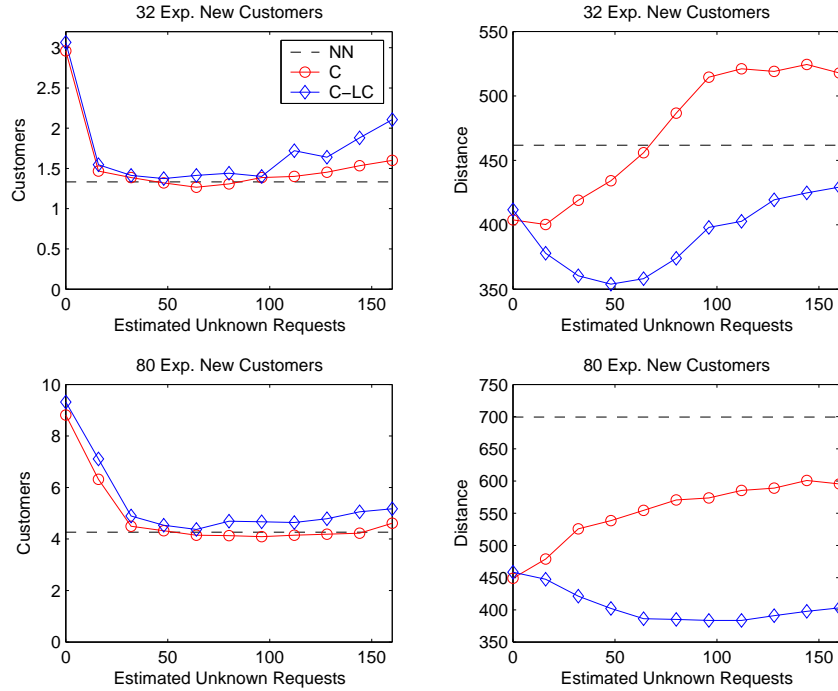 32 Exp. New Customers
3
2.5
2
1.5
1
0.5
0
Customers
0 50 100 150
Estimated Unknown Requests
NN
C
C-LC
32 Exp. New Customers
550
500
450
400
350
Distance
0 50 100 150
Estimated Unknown Requests
80 Exp. New Customers
10
8
6
4
2
0
Customers
0 50 100 150
Estimated Unknown Requests
80 Exp. New Customers
750
700
650
600
550
500
450
400
350
Distance
0 50 100 150
Estimated Unknown Requests